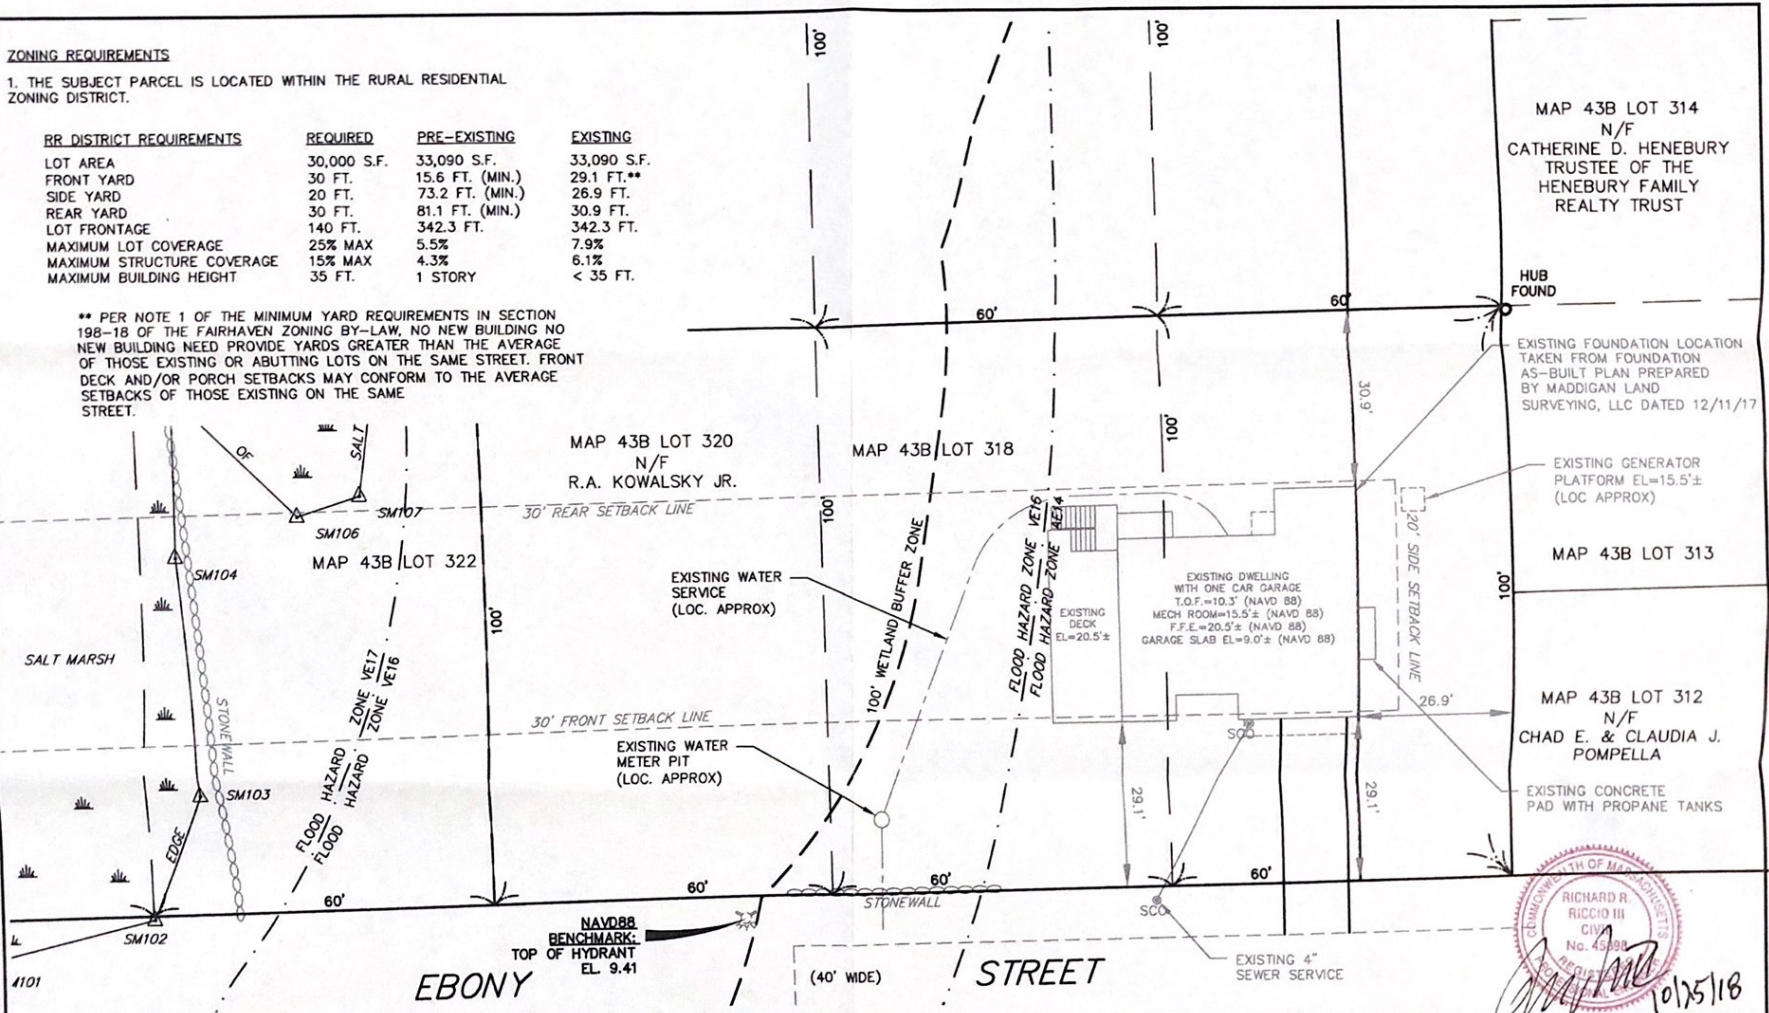 ZONING REQUIREMENTS
1. THE SUBJECT PARCEL IS LOCATED WITHIN THE RURAL RESIDENTIAL
ZONING DISTRICT.
RR DISTRICT REQUIREMENTS REQUIRED PRE-EXISTING EXISTING
LOT AREA 30,000 S.F. 33,090 S.F. 33,090 S.F.
FRONT YARD 30 FT. 15.6 FT. (MIN.) 29.1 FT.**
SIDE YARD 20 FT. 73.2 FT. (MIN.) 26.9 FT.
REAR YARD 30 FT. 81.1 FT. (MIN.) 30.9 FT.
LOT FRONTAGE 140 FT. 342.3 FT. 342.3 FT.
MAXIMUM LOT COVERAGE 25% MAX 5.5% 7.9%
MAXIMUM STRUCTURE COVERAGE 15% MAX 4.3% 6.1%
MAXIMUM BUILDING HEIGHT 35 FT. 1 STORY < 35 FT.
** PER NOTE 1 OF THE MINIMUM YARD REQUIREMENTS IN SECTION
198-18 OF THE FAIRHAVEN ZONING BY-LAW, NO NEW BUILDING NO
NEW BUILDING NEED PROVIDE YARDS GREATER THAN THE AVERAGE
OF THOSE EXISTING OR ABUTTING LOTS ON THE SAME STREET. FRONT
DECK AND/OR PORCH SETBACKS MAY CONFORM TO THE AVERAGE
SETBACKS OF THOSE EXISTING ON THE SAME
STREET.
100'
100'
MAP 43B LOT 314
N/F
CATHERINE D. HENEBURY
TRUSTEE OF THE
HENEBURY FAMILY
REALTY TRUST
HUB
FOUND
60'
60'
EXISTING FOUNDATION LOCATION
TAKEN FROM FOUNDATION
AS-BUILT PLAN PREPARED
BY MADDIGAN LAND
SURVEYING, LLC DATED 12/11/17
30.9'
OF
SALT
SM107
SM106
SM104
MAP 43B LOT 322
MAP 43B LOT 320
N/F
R.A. KOWALSKY JR.
30' REAR SETBACK LINE
100'
MAP 43B LOT 318
100'
EXISTING GENERATOR
PLATFORM EL=15.5'±
(LOC APPROX)
MAP 43B LOT 313
20' SIDE SETBACK LINE
100'
FLOOD HAZARD ZONE VE16
FLOOD HAZARD ZONE AE14
100' WETLAND BUFFER ZONE
EXISTING WATER
SERVICE
(LOC. APPROX)
EXISTING
DECK
EL=20.5'±
EXISTING DWELLING
WITH ONE CAR GARAGE
T.O.F.=10.3' (NAVD 88)
MECH ROOM=15.5'± (NAVD 88)
F.F.E.=20.5'± (NAVD 88)
GARAGE SLAB EL=9.0'± (NAVD 88)
100'
SALT MARSH
STONEWALL
FLOOD HAZARD ZONE VE17
FLOOD HAZARD ZONE VE16
30' FRONT SETBACK LINE
EXISTING WATER
METER PIT
(LOC. APPROX)
SCO
26.9'
MAP 43B LOT 312
N/F
CHAD E. & CLAUDIA J.
POMPELLA
EXISTING CONCRETE
PAD WITH PROPANE TANKS
29.1'
29.1'
SM103
EDGE
60'
60'
60'
60'
STONEWALL
SCO
SM102
NAVD88
BENCHMARK:
TOP OF HYDRANT
EL. 9.41
EBONY STREET
(40' WIDE)
EXISTING 4"
SEWER SERVICE
COMMONWEALTH OF MASSACHUSETTS
RICHARD R.
RICCIO III
CIVIL
No. 45898
10/25/18